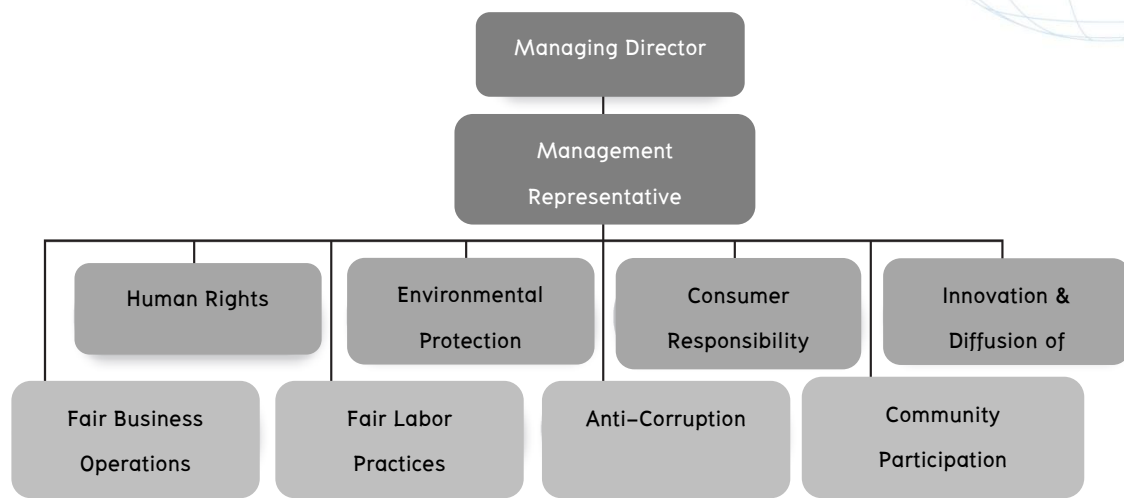 Managing Director
Management
Representative
Human Rights
Environmental
Protection
Consumer
Responsibility
Innovation &
Diffusion of
Fair Business
Operations
Fair Labor
Practices
Anti-Corruption
Community
Participation